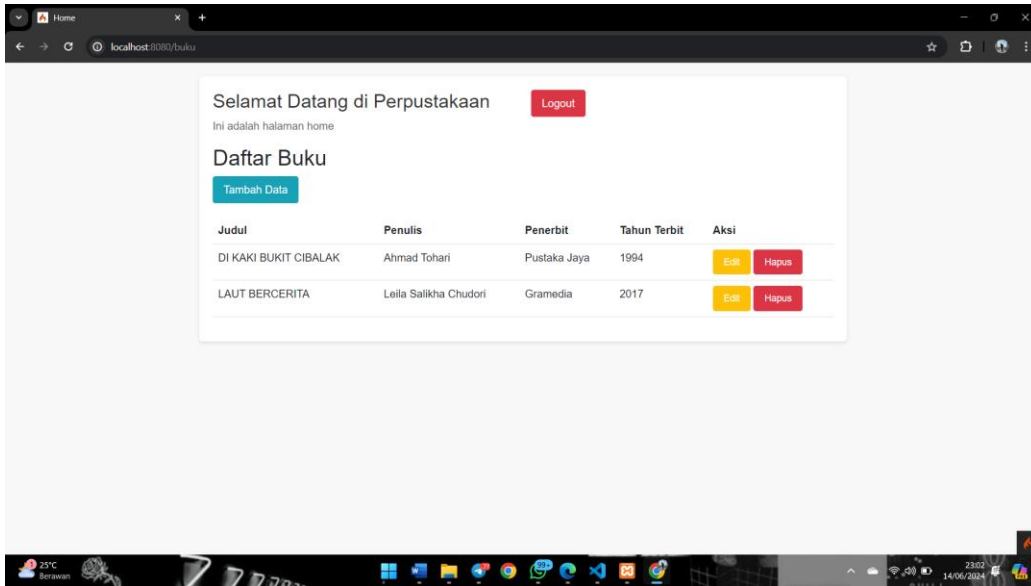 Home
localhost:8080/buku
Selamat Datang di Perpustakaan
Logout
Ini adalah halaman home
Daftar Buku
Tambah Data
Judul Penulis Penerbit Tahun Terbit Aksi
DI KAKI BUKIT CIBALAK Ahmad Tohari Pustaka Jaya 1994 Edit Hapus
LAUT BERCERITA Leila Salikha Chudori Gramedia 2017 Edit Hapus
1
25°C
Berawan
99+
23:02
14/06/2024